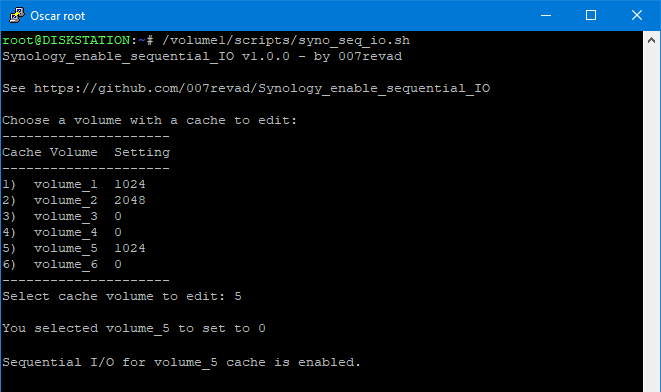 Oscar root
root@DISKSTATION:~# /volume1/scripts/syno_seq_io.sh
Synology_enable_sequential_IO v1.0.0 - by 007revad
See https://github.com/007revad/Synology_enable_sequential_IO
Choose a volume with a cache to edit:
---------------------
Cache Volume  Setting
---------------------
1)  volume_1  1024
2)  volume_2  2048
3)  volume_3  0
4)  volume_4  0
5)  volume_5  1024
6)  volume_6  0
---------------------
Select cache volume to edit: 5
You selected volume_5 to set to 0
Sequential I/O for volume_5 cache is enabled.